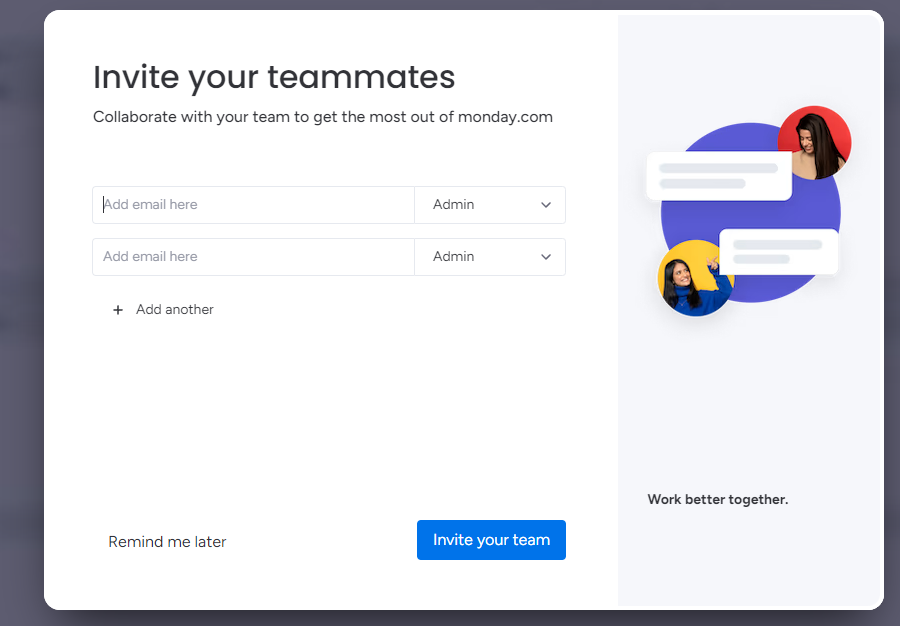 Invite your teammates
Collaborate with your team to get the most out of monday.com
Add email here
Admin
Add email here
Admin
+ Add another
Remind me later
Invite your team
Work better together.